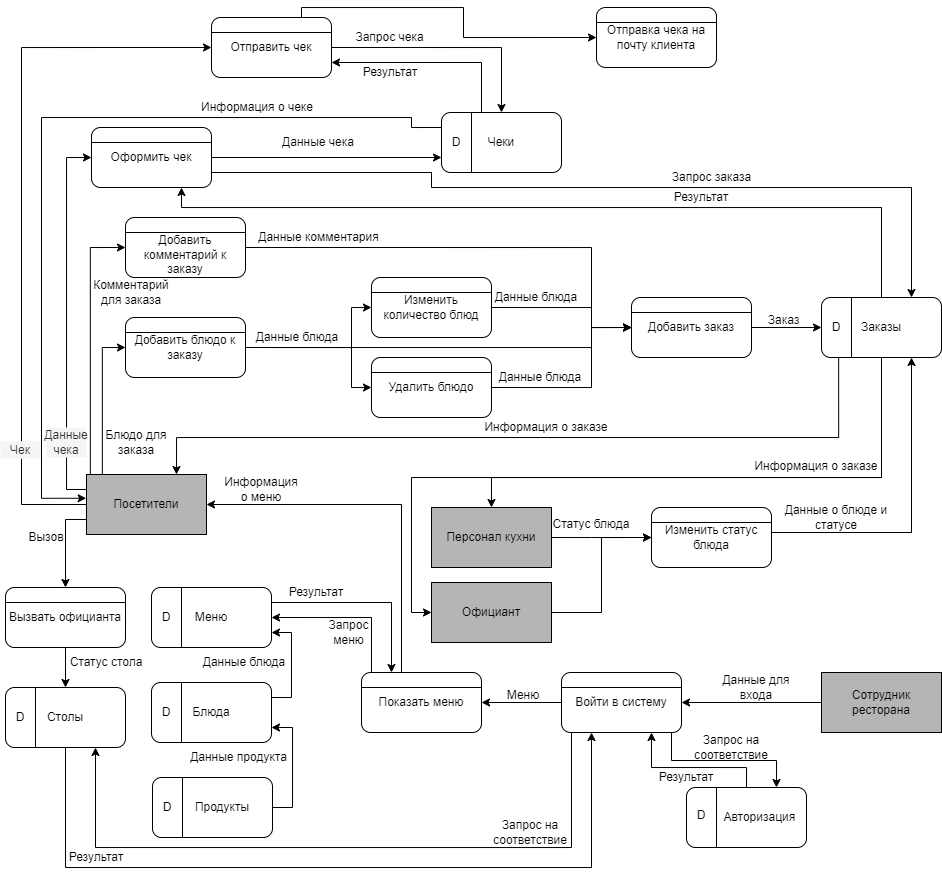 Отправка чека на
почту клиента
Отправить чек
Запрос чека
Результат
Информация о чеке
D
Чеки
Данные чека
Оформить чек
Запрос заказа
Результат
Добавить
комментарий к
заказу
Данные комментария
Комментарий
для заказа
Изменить
количество блюд
Данные блюда
Добавить блюдо к
заказу
Данные блюда
Добавить заказ
Заказ
D
Заказы
Удалить блюдо
Данные блюда
Чек
Данные
чека
Блюдо для
заказа
Информация о заказе
Информация о заказе
Посетители
Информация
о меню
Персонал кухни
Статус блюда
Изменить статус
блюда
Данные о блюде и
статусе
Вызов
Официант
Вызвать официанта
D
Меню
Результат
Запрос
меню
Статус стола
Данные блюда
D
Столы
D
Блюда
Показать меню
Меню
Войти в систему
Данные для
входа
Сотрудник
ресторана
Данные продукта
Запрос на
соответствие
Результат
D
Продукты
D
Авторизация
Запрос на
соответствие
Результат